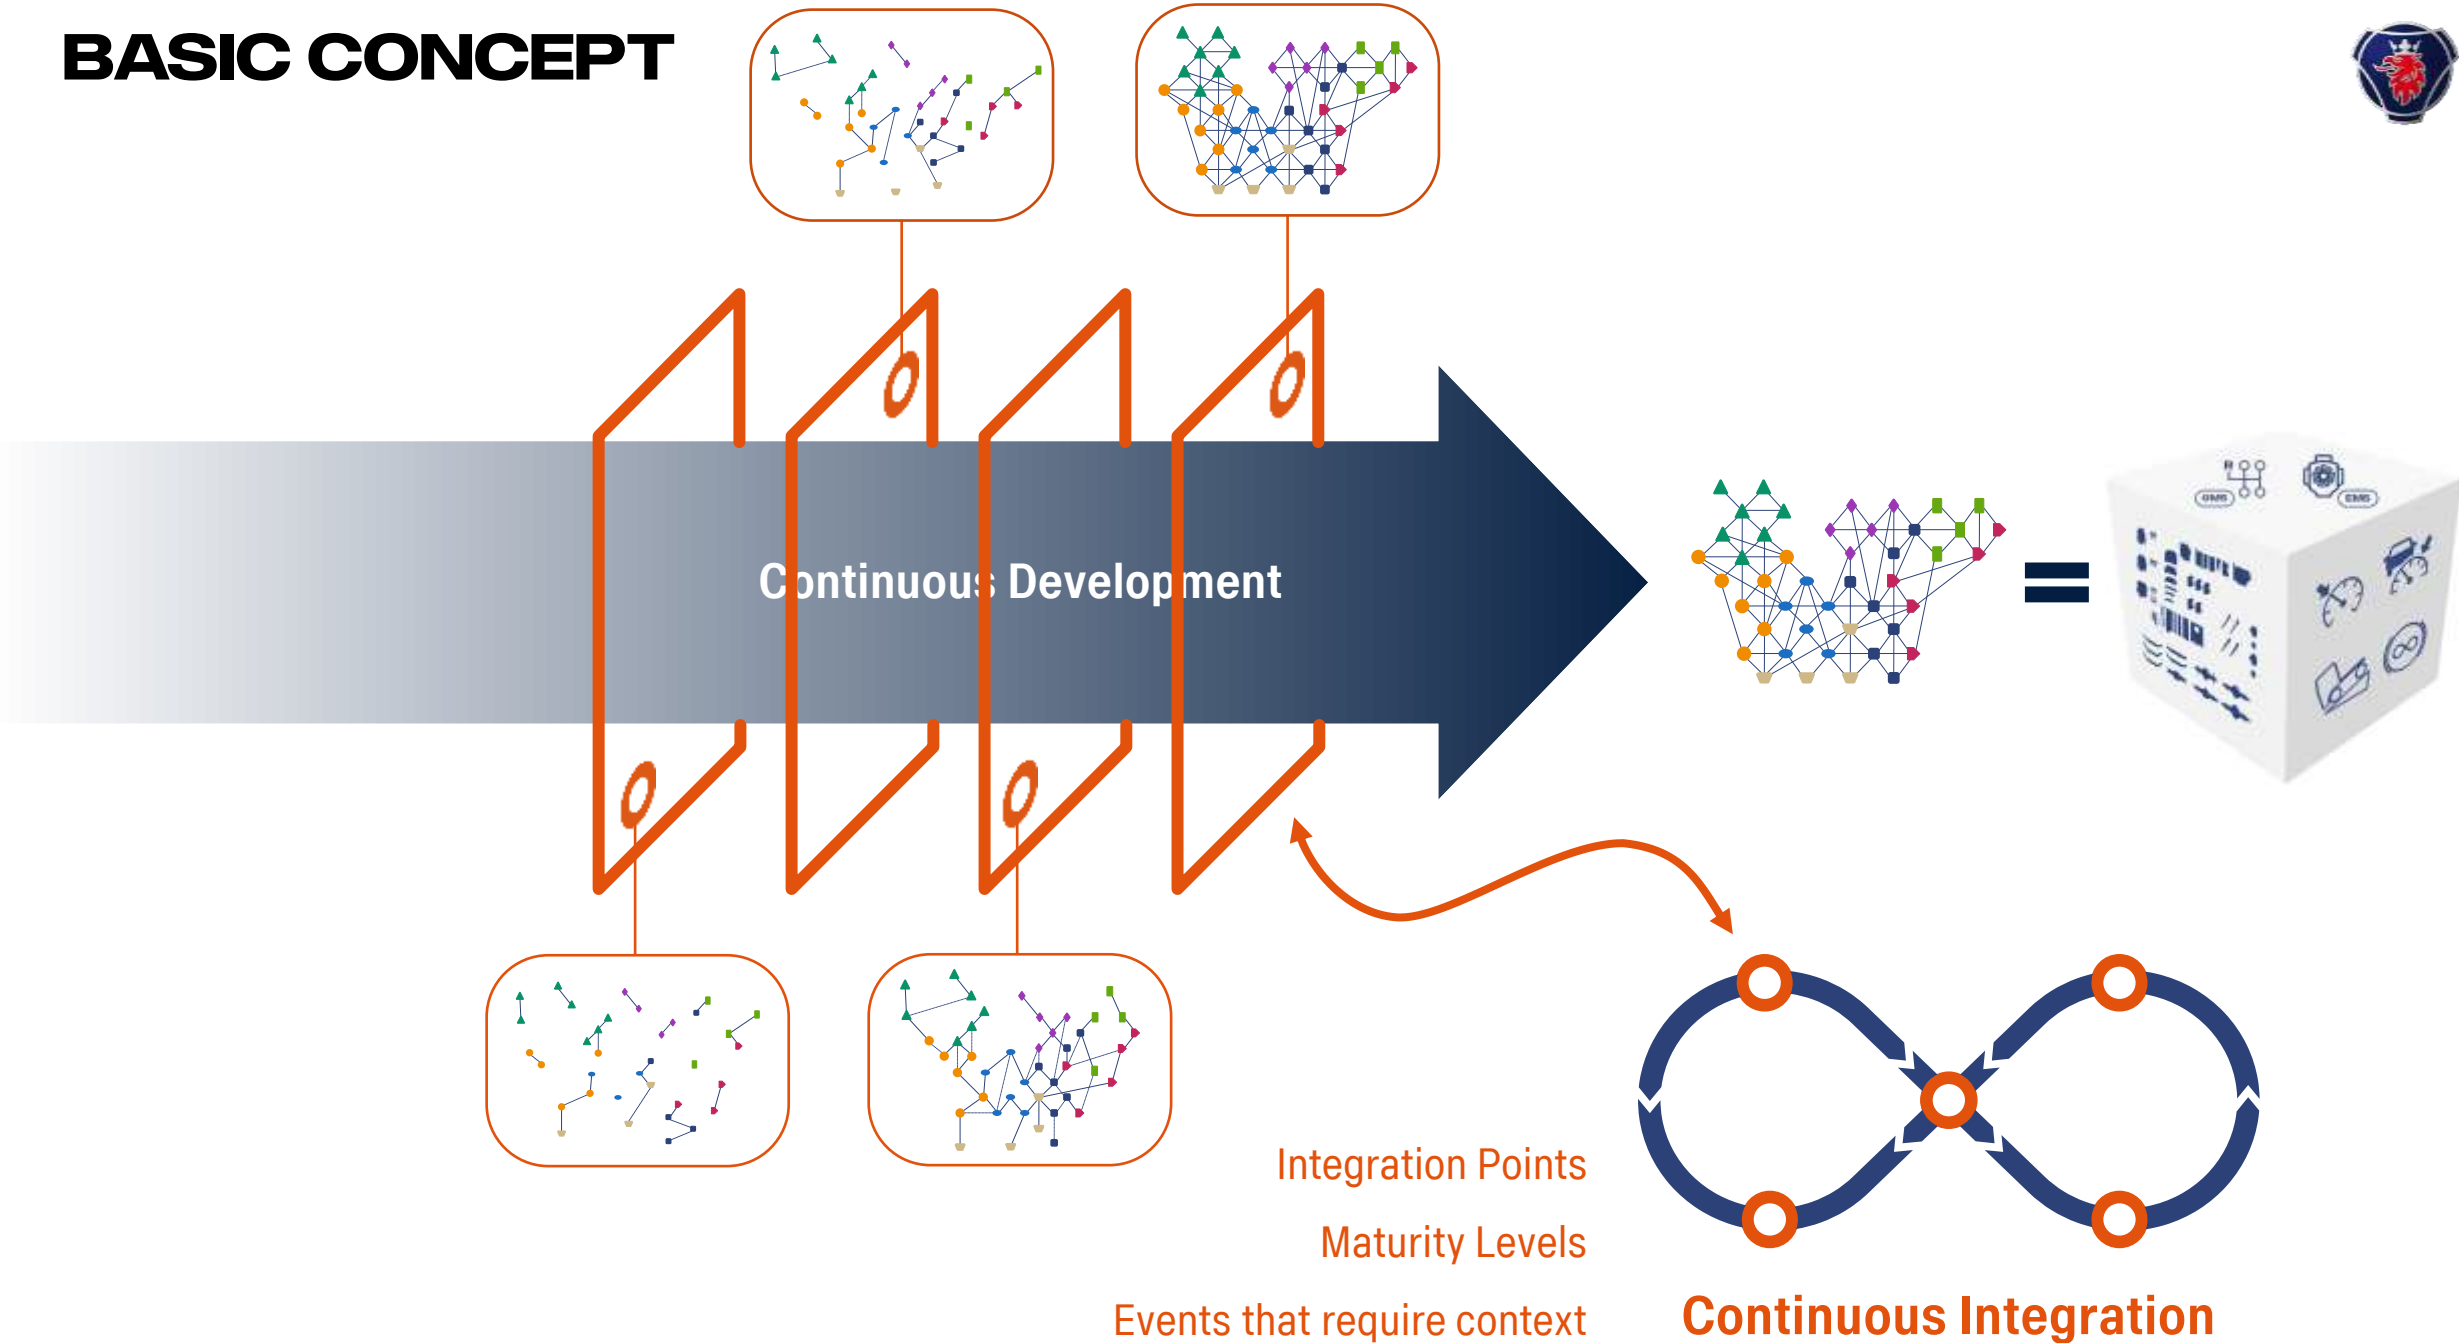 BASIC CONCEPT
Continuous Development
Integration Points
Maturity Levels
Events that require context
Continuous Integration